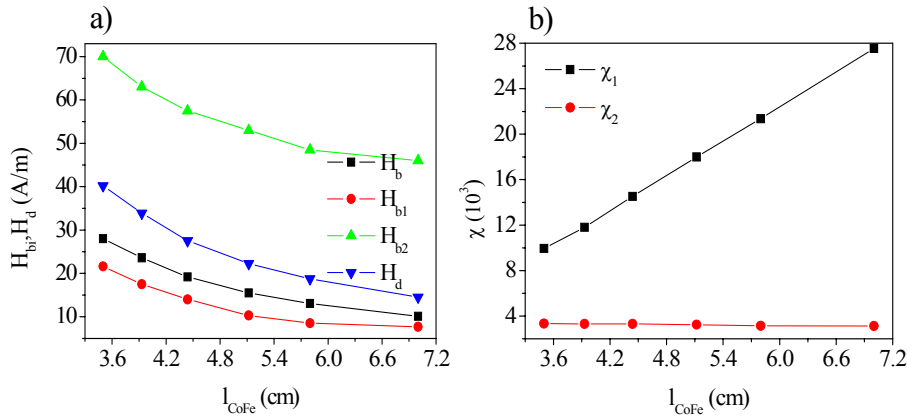 a)
H_bi,H_d (A/m)
70
60
50
40
30
20
10
H_b
H_b1
H_b2
H_d
3.6 4.2 4.8 5.4 6.0 6.6 7.2
l_CoFe (cm)
b)
χ (10^3)
28
24
20
16
12
8
4
χ_1
χ_2
3.6 4.2 4.8 5.4 6.0 6.6 7.2
l_CoFe (cm)